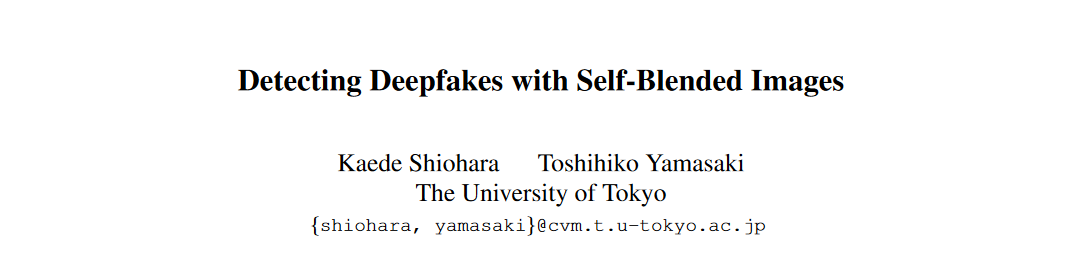 Detecting Deepfakes with Self-Blended Images
Kaede Shiohara Toshihiko Yamasaki
The University of Tokyo
{shiohara, yamasaki}@cvm.t.u-tokyo.ac.jp